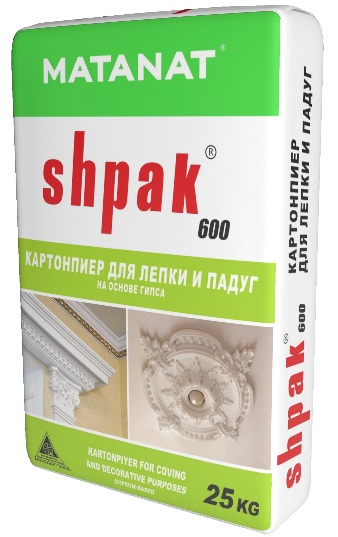 MATANAT®
shpak®
600
КАРТОНПИЕР ДЛЯ ЛЕПКИ И ПАДУГ
НА ОСНОВЕ ГИПСА
KARTONPIYER FOR COVING
AND DECORATIVE PURPOSES
GYPSUM-BASED
25 KG
КАРТОНПИЕР
ДЛЯ ЛЕПКИ И ПАДУГ
shpak®
600